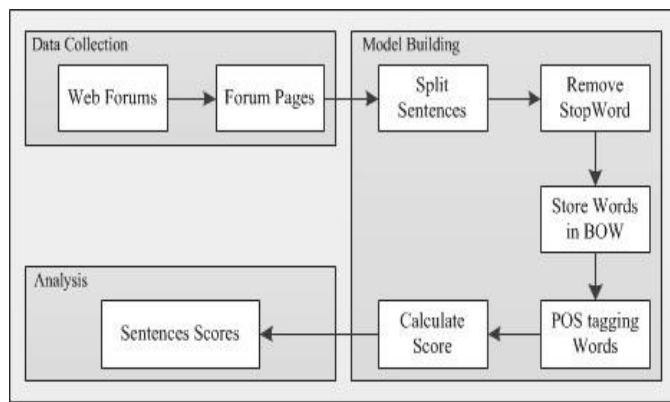 Data Collection
Web Forums
Forum Pages
Model Building
Split
Sentences
Remove
StopWord
Store Words
in BOW
POS tagging
Words
Calculate
Score
Analysis
Sentences Scores